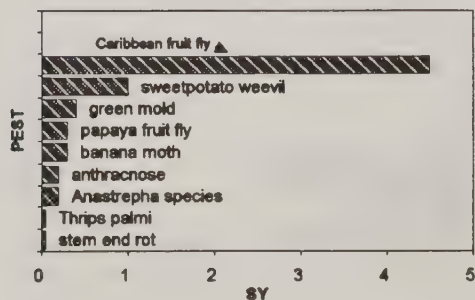 Caribbean fruit fly
sweetpotato weevil
green mold
papaya fruit fly
banana moth
anthracnose
Anastrepha species
Thrips palmi
stem end rot
PEST
0 1 2 3 4 5
SY